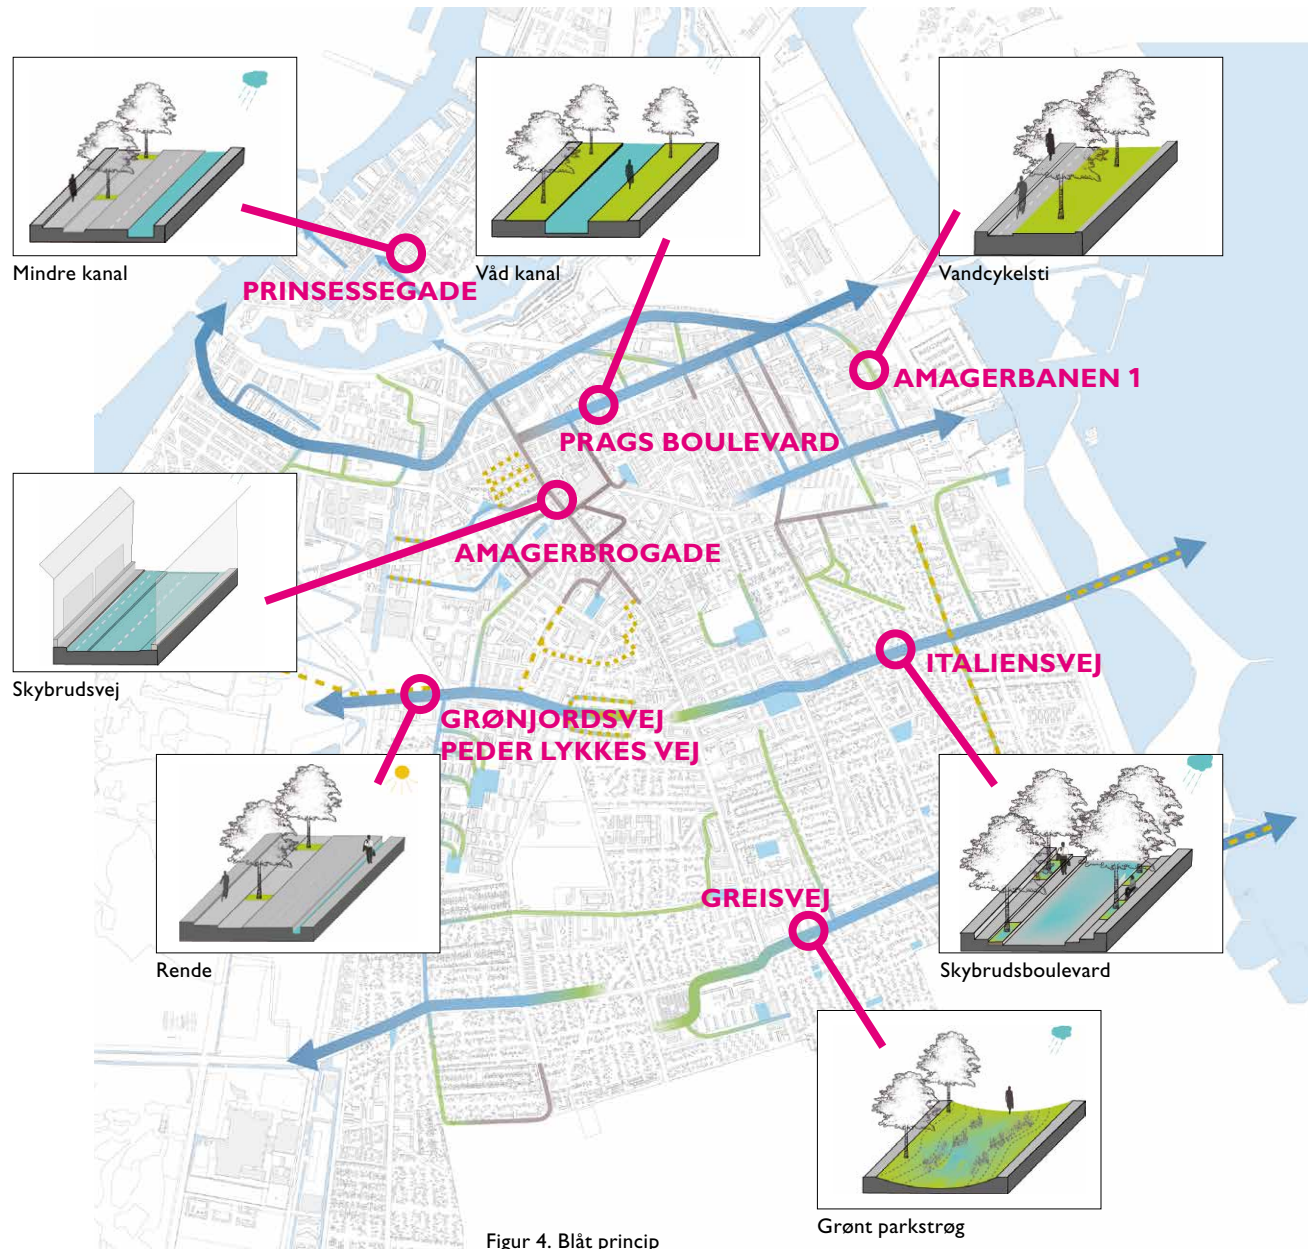 Mindre kanal
Våd kanal
Vandcykelsti
PRINSESSEGADE
AMAGERBANEN 1
PRAGS BOULEVARD
AMAGERBROGADE
Skybrudsvej
ITALIENSVEJ
GRØNJORDSVEJ
PEDER LYKKES VEJ
GREISVEJ
Rende
Skybrudsboulevard
Grønt parkstrøg
Figur 4. Blåt princip